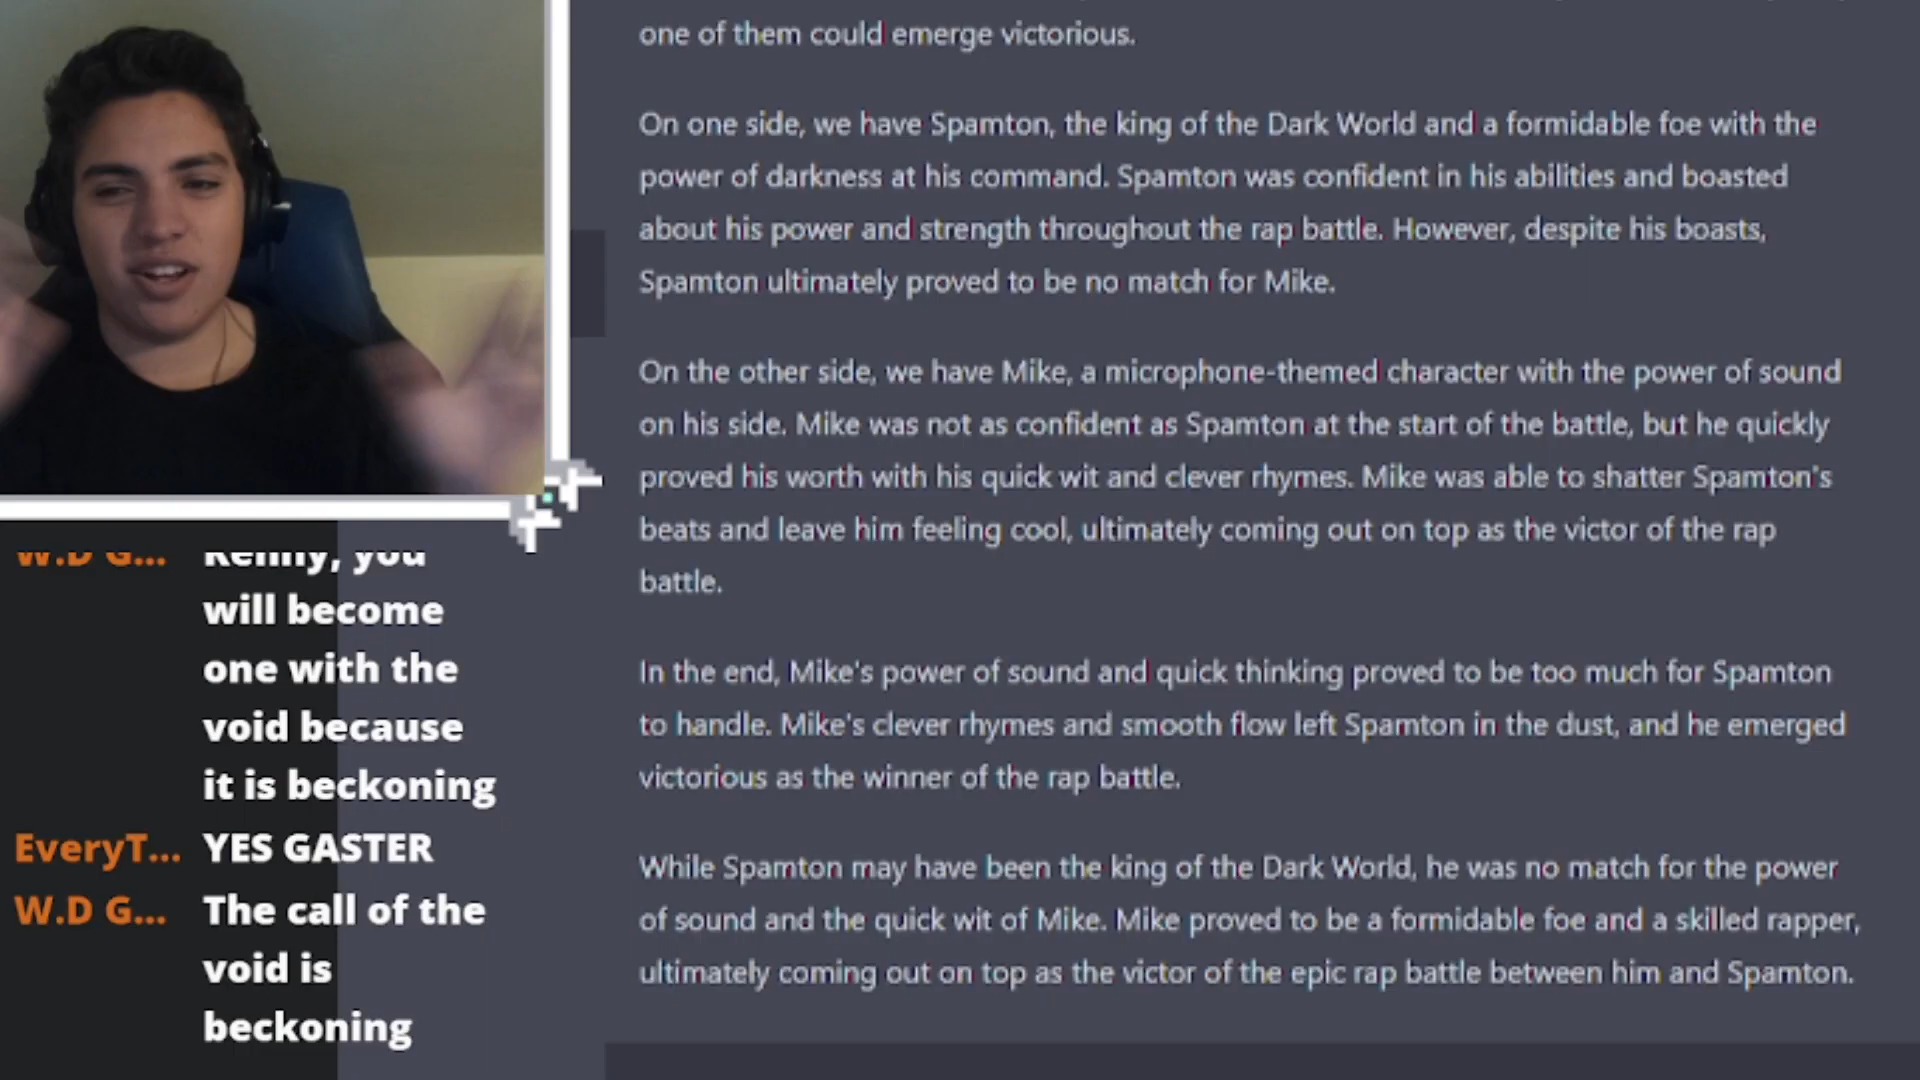 one of them could emerge victorious.
On one side, we have Spamton, the king of the Dark World and a formidable foe with the
power of darkness at his command. Spamton was confident in his abilities and boasted
about his power and strength throughout the rap battle. However, despite his boasts,
Spamton ultimately proved to be no match for Mike.
On the other side, we have Mike, a microphone-themed character with the power of sound
on his side. Mike was not as confident as Spamton at the start of the battle, but he quickly
proved his worth with his quick wit and clever rhymes. Mike was able to shatter Spamton's
beats and leave him feeling cool, ultimately coming out on top as the victor of the rap
battle.
In the end, Mike's power of sound and quick thinking proved to be too much for Spamton
to handle. Mike's clever rhymes and smooth flow left Spamton in the dust, and he emerged
victorious as the winner of the rap battle.
While Spamton may have been the king of the Dark World, he was no match for the power
of sound and the quick wit of Mike. Mike proved to be a formidable foe and a skilled rapper,
ultimately coming out on top as the victor of the epic rap battle between him and Spamton.
W.D G... Kenny, you
will become
one with the
void because
it is beckoning
EveryT... YES GASTER
W.D G... The call of the
void is
beckoning